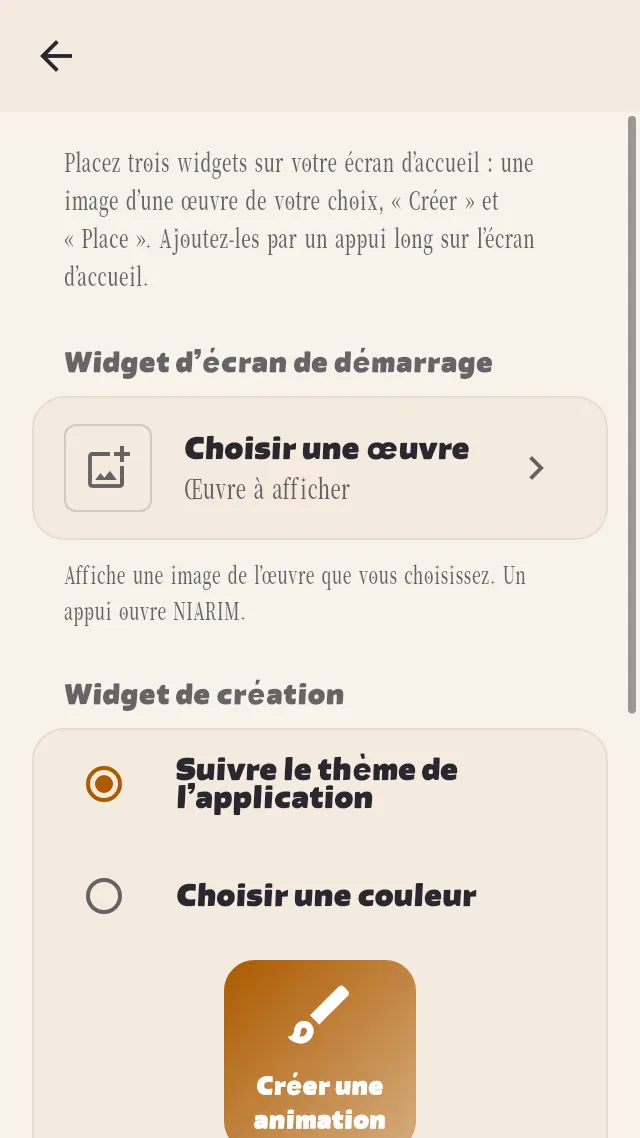 Placez trois widgets sur votre écran d’accueil : une
image d’une œuvre de votre choix, « Créer » et
« Place ». Ajoutez-les par un appui long sur l’écran
d’accueil.
Widget d’écran de démarrage
Choisir une œuvre
Œuvre à afficher
Affiche une image de l’œuvre que vous choisissez. Un
appui ouvre NIARIM.
Widget de création
Suivre le thème de
l’application
Choisir une couleur
Créer une
animation